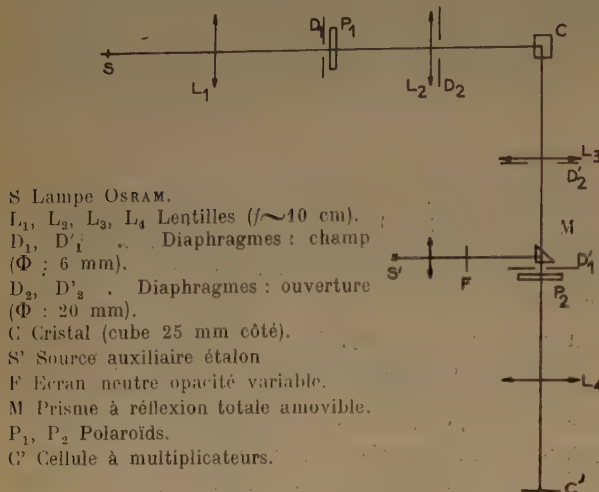 D₁ P₁ C
S L₁ L₂ D₂
L₃
D'₂
M
S' F D'₁
P₂
L₄
C'
S Lampe OSRAM.
L₁, L₂, L₃, L₄ Lentilles (f∼10 cm).
D₁, D'₁ . . Diaphragmes : champ
(Φ : 6 mm).
D₂, D'₂ . Diaphragmes : ouverture
(Φ : 20 mm).
C Cristal (cube 25 mm côté).
S' Source auxiliaire étalon
F Ecran neutre opacité variable.
M Prisme à réflexion totale amovible.
P₁, P₂ Polaroïds.
C' Cellule à multiplicateurs.